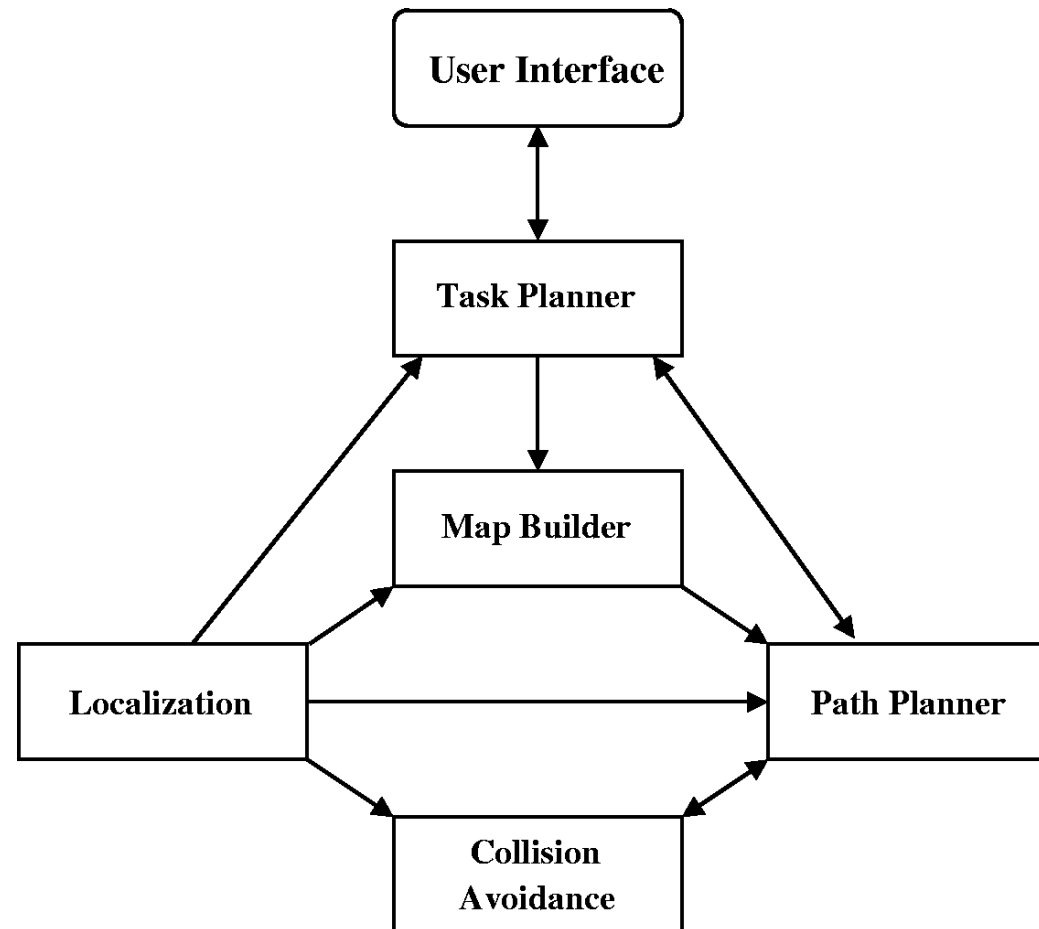 User Interface
Task Planner
Map Builder
Localization
Path Planner
Collision
Avoidance